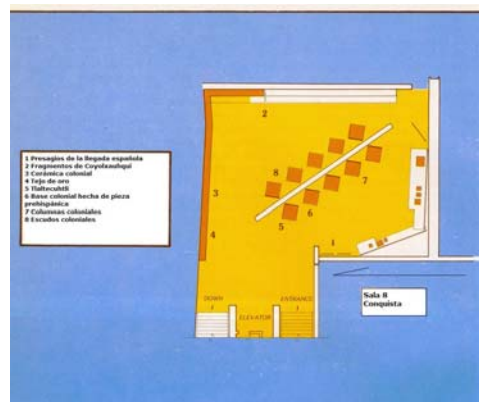 1 Presagios de la llegada española
2 Fragmentos de Coyolxauhqui
3 Cerámica colonial
4 Tejo de oro
5 Tlaltecuhtli
6 Base colonial hecha de pieza
prehispánica
7 Columnas coloniales
8 Escudos coloniales
2
8
3
7
6
5
4
1
DOWN
ELEVATOR
ENTRANCE
Sala 8
Conquista